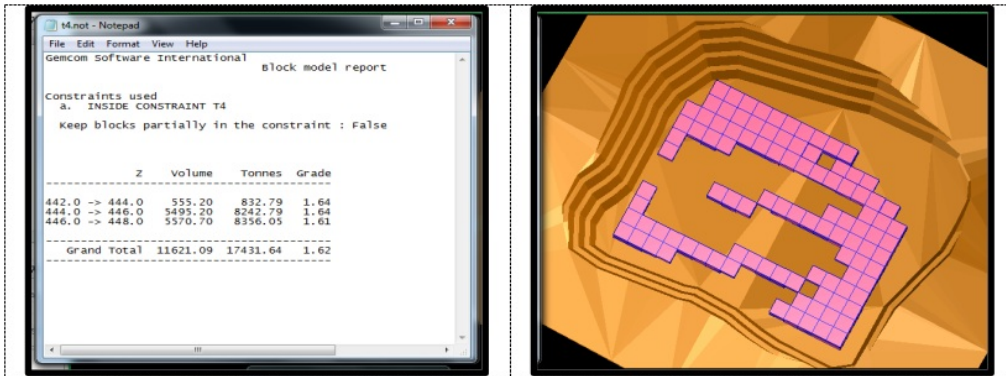 t4.not - Notepad
File Edit Format View Help
Gemcom Software International
Block model report
Constraints used
a. INSIDE CONSTRAINT T4
Keep blocks partially in the constraint : False
Z Volume Tonnes Grade
442.0 -> 444.0 555.20 832.79 1.64
444.0 -> 446.0 5495.20 8242.79 1.64
446.0 -> 448.0 5570.70 8356.05 1.61
Grand Total 11621.09 17431.64 1.62